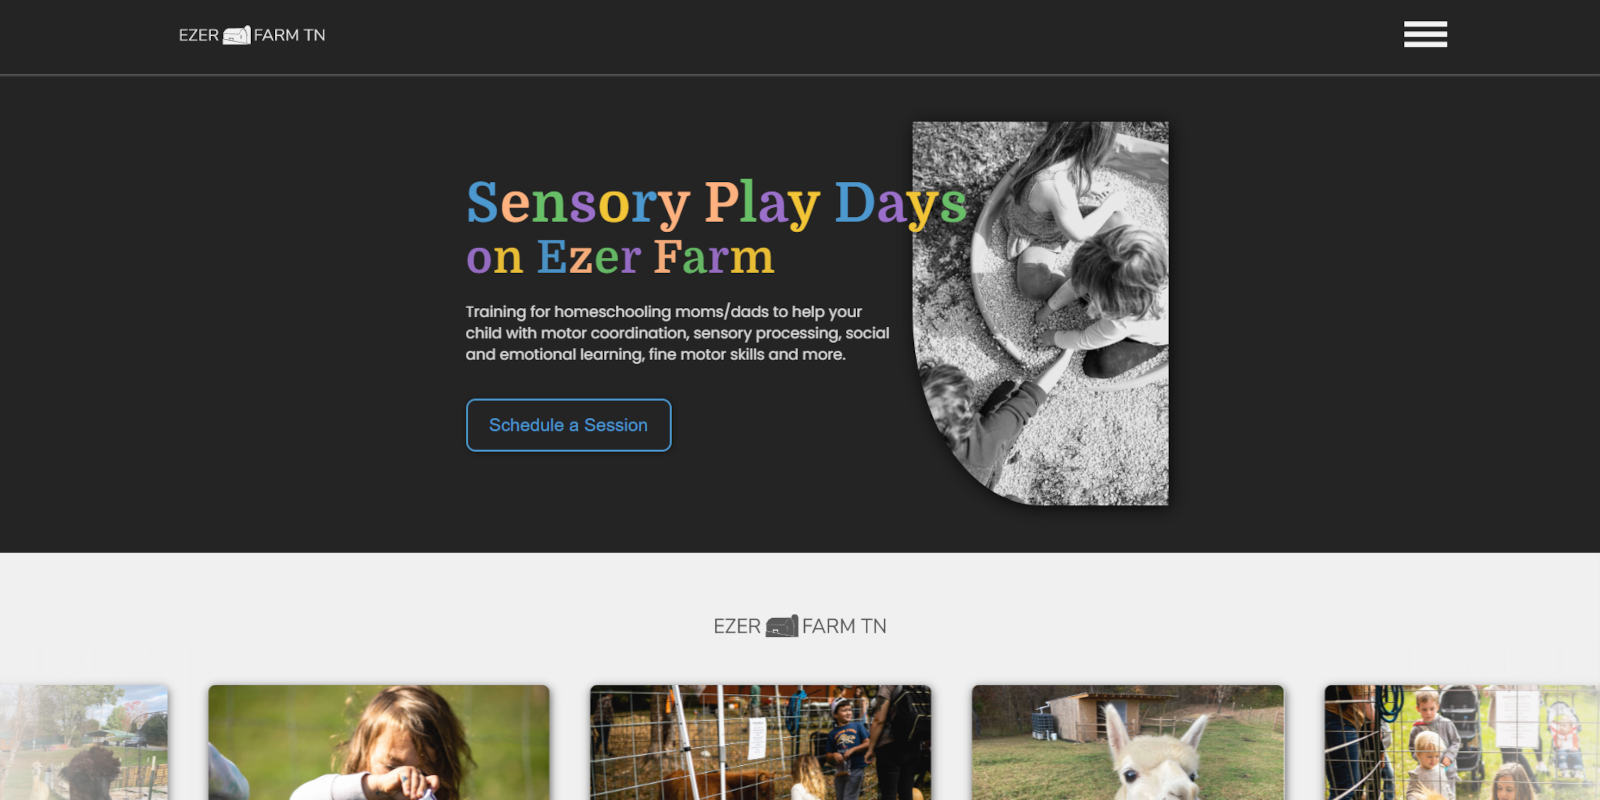 EZER FARM TN
Sensory Play Days
on Ezer Farm
Training for homeschooling moms/dads to help your
child with motor coordination, sensory processing, social
and emotional learning, fine motor skills and more.
Schedule a Session
EZER FARM TN